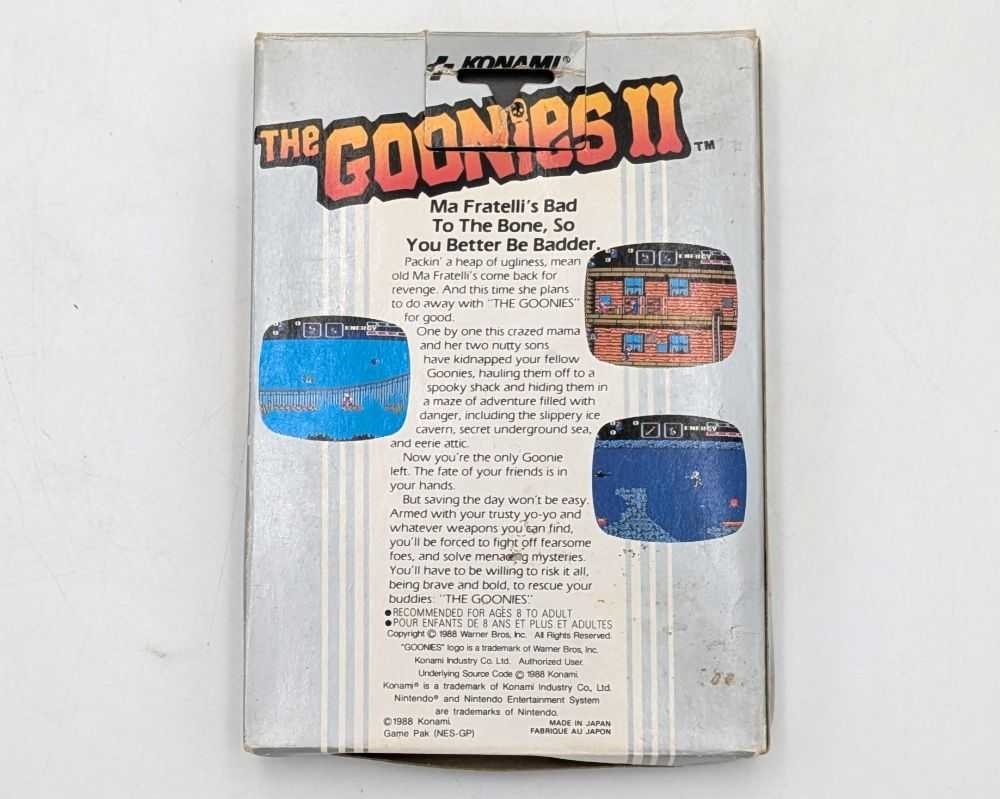 KONAMI®
THE GOONIES II ™
Ma Fratelli's Bad
To The Bone, So
You Better Be Badder.
Packin' a heap of ugliness, mean
old Ma Fratelli's come back for
revenge. And this time she plans
to do away with "THE GOONIES"
for good.
One by one this crazed mama
and her two nutty sons
have kidnapped your fellow
Goonies, hauling them off to a
spooky shack and hiding them in
a maze of adventure filled with
danger, including the slippery ice
cavern, secret underground sea,
and eerie attic.
Now you're the only Goonie
left. The fate of your friends is in
your hands.
But saving the day won't be easy.
Armed with your trusty yo-yo and
whatever weapons you can find,
you'll be forced to fight off fearsome
foes, and solve menacing mysteries.
You'll have to be willing to risk it all,
being brave and bold, to rescue your
buddies: "THE GOONIES".
ENERGY
ENERGY
ENERGY
●RECOMMENDED FOR AGES 8 TO ADULT
●POUR ENFANTS DE 8 ANS ET PLUS ET ADULTES
Copyright © 1988 Warner Bros, Inc. All Rights Reserved.
"GOONIES" logo is a trademark of Warner Bros, Inc.
Konami Industry Co. Ltd. Authorized User.
Underlying Source Code © 1988 Konami.
Konami® is a trademark of Konami Industry Co., Ltd.
Nintendo® and Nintendo Entertainment System
are trademarks of Nintendo.
©1988 Konami.
Game Pak (NES-GP)
MADE IN JAPAN
FABRIQUE AU JAPON